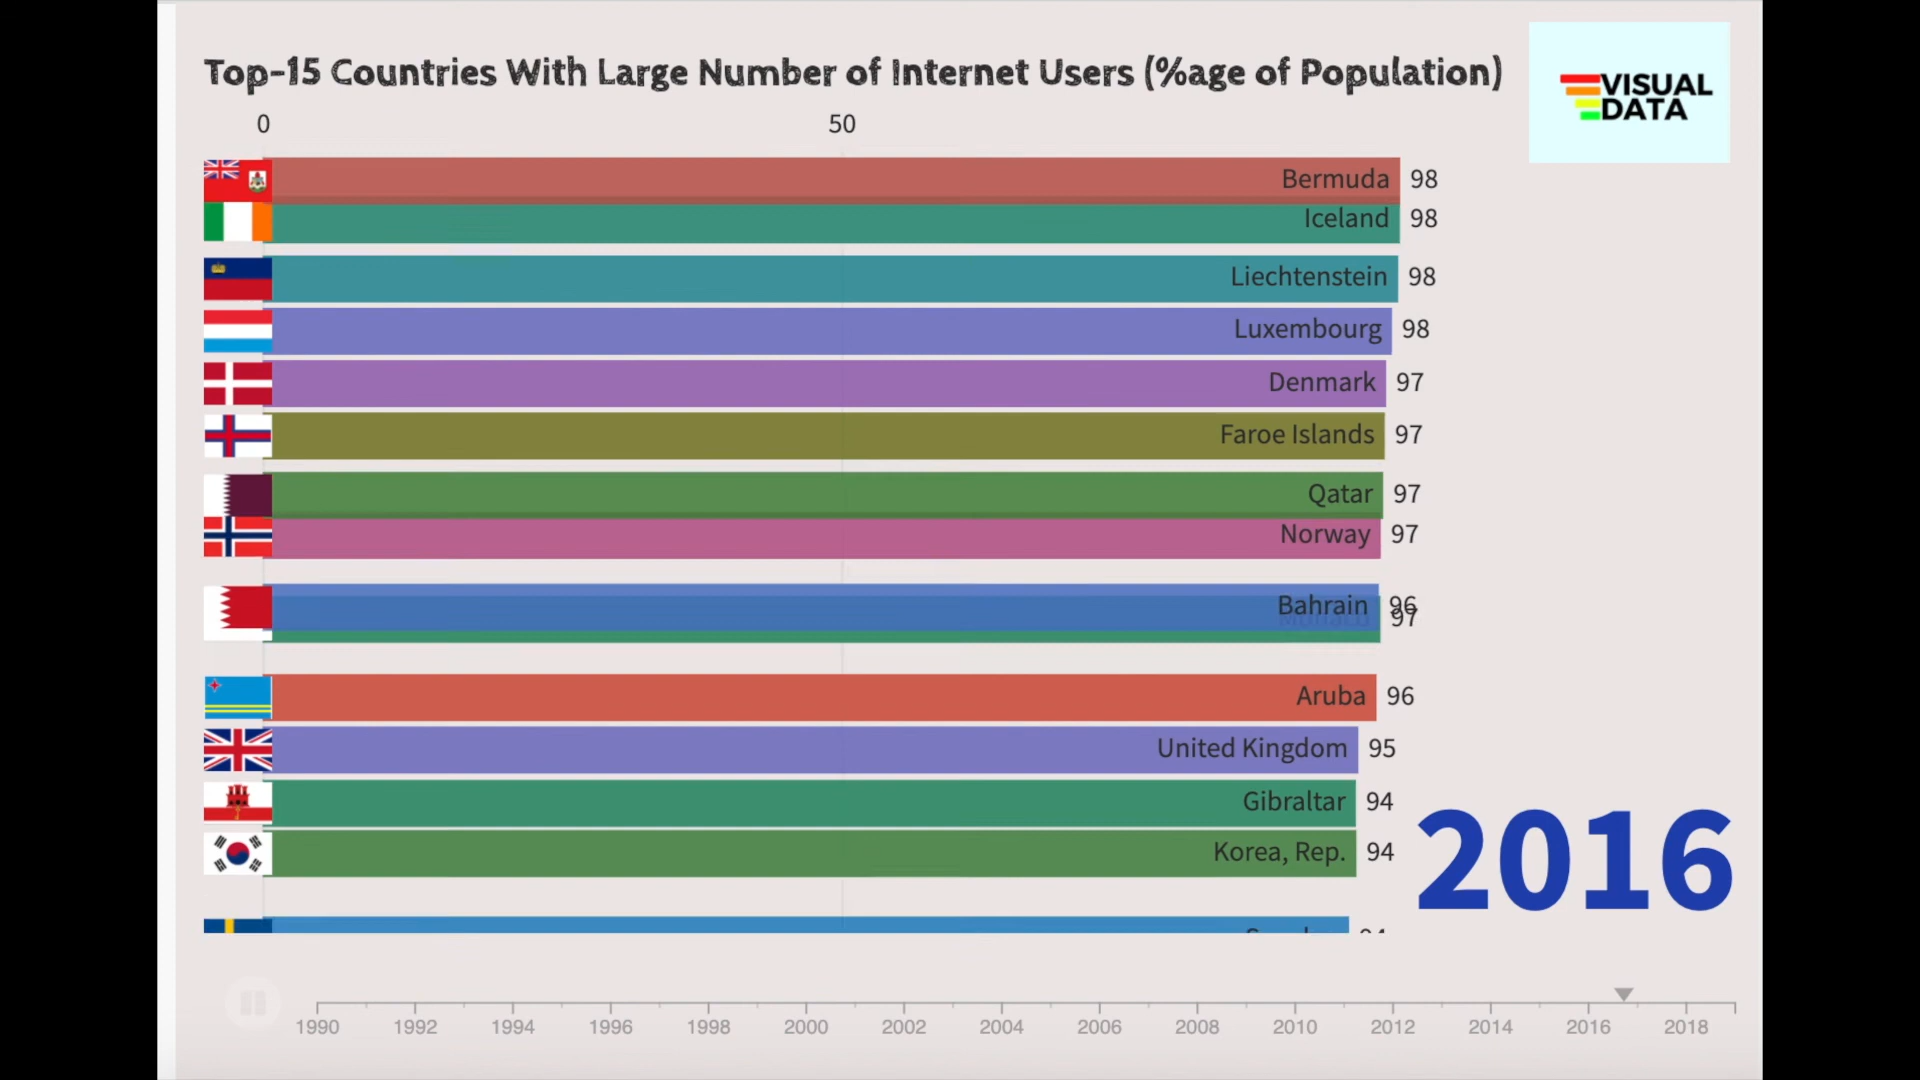 Top-15 Countries With Large Number of Internet Users (%age of Population)
VISUAL
DATA
0 50
Bermuda 98
Iceland 98
Liechtenstein 98
Luxembourg 98
Denmark 97
Faroe Islands 97
Qatar 97
Norway 97
Bahrain 96
97
Aruba 96
United Kingdom 95
Gibraltar 94
Korea, Rep. 94
2016
1990 1992 1994 1996 1998 2000 2002 2004 2006 2008 2010 2012 2014 2016 2018